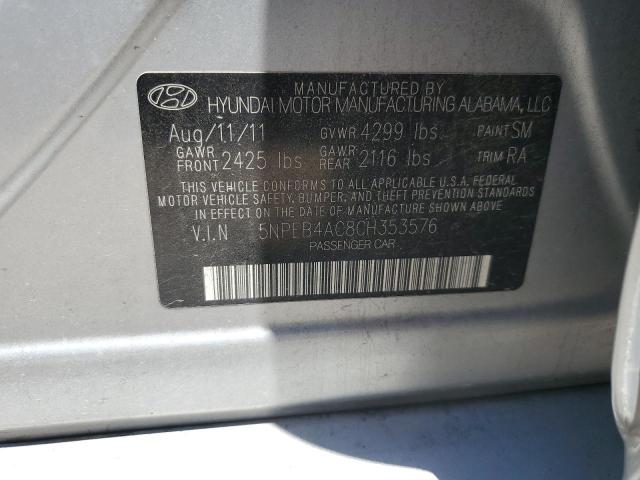 MANUFACTURED BY
HYUNDAI MOTOR MANUFACTURING ALABAMA, LLC
Aug/11/11 GVWR 4299 lbs. PAINT SM
GAWR FRONT 2425 lbs GAWR REAR 2116 lbs TRIM RA
THIS VEHICLE CONFORMS TO ALL APPLICABLE U.S.A. FEDERAL
MOTOR VEHICLE SAFETY, BUMPER, AND THEFT PREVENTION STANDARDS
IN EFFECT ON THE DATE OF MANUFACTURE SHOWN ABOVE
V.I.N 5NPEB4AC8CH353576
PASSENGER CAR